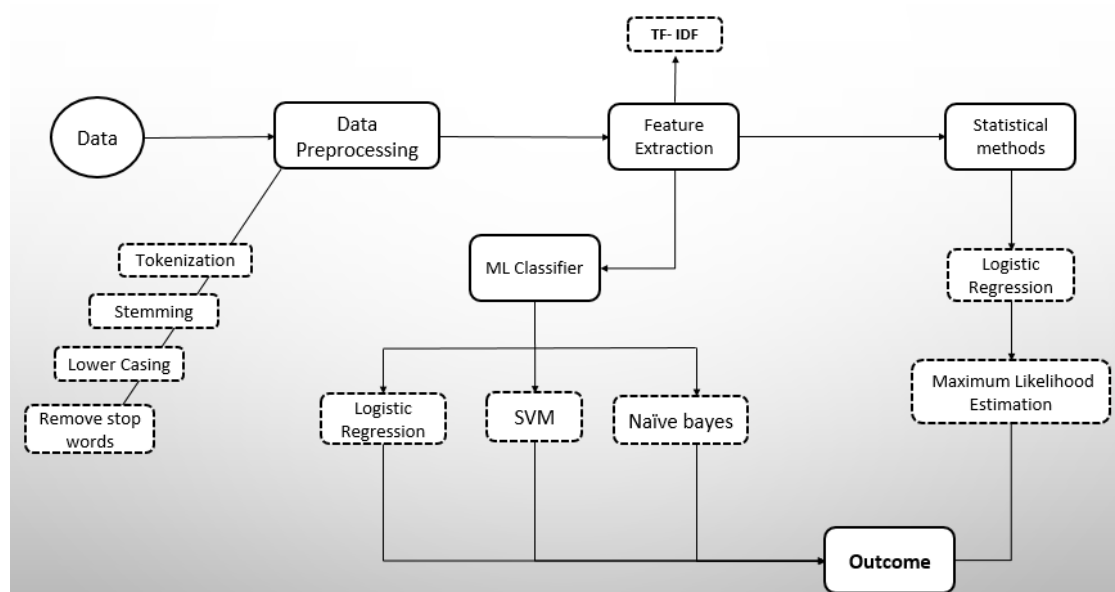 TF- IDF
Data
Data
Preprocessing
Feature
Extraction
Statistical
methods
Tokenization
Stemming
Lower Casing
Remove stop
words
ML Classifier
Logistic
Regression
SVM
Naïve bayes
Logistic
Regression
Maximum Likelihood
Estimation
Outcome